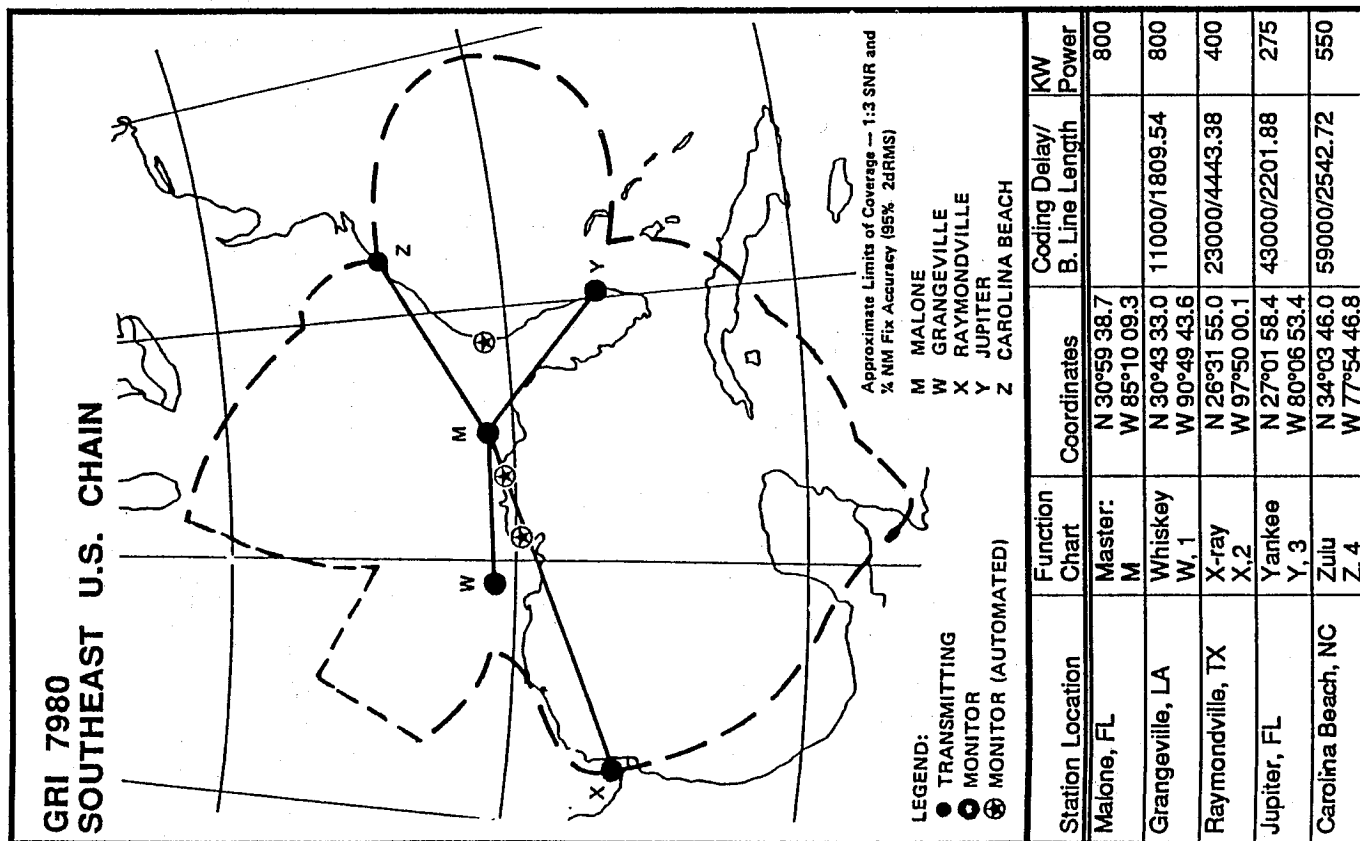 GRI 7980
SOUTHEAST U.S. CHAIN
Z
M
W
Y
X
Approximate Limits of Coverage — 1:3 SNR and
¼ NM Fix Accuracy (95% 2dRMS)
M MALONE
W GRANGEVILLE
X RAYMONDVILLE
Y JUPITER
Z CAROLINA BEACH
LEGEND:
TRANSMITTING
MONITOR
MONITOR (AUTOMATED)
Station Location Function Chart Coordinates Coding Delay/ B. Line Length KW Power
Malone, FL Master: N 30°59 38.7 800
M W 85°10 09.3
Grangeville, LA Whiskey N 30°43 33.0 11000/1809.54 800
W, 1 W 90°49 43.6
Raymondville, TX X-ray N 26°31 55.0 23000/4443.38 400
X,2 W 97°50 00.1
Jupiter, FL Yankee N 27°01 58.4 43000/2201.88 275
Y, 3 W 80°06 53.4
Carolina Beach, NC Zulu N 34°03 46.0 59000/2542.72 550
Z, 4 W 77°54 46.8